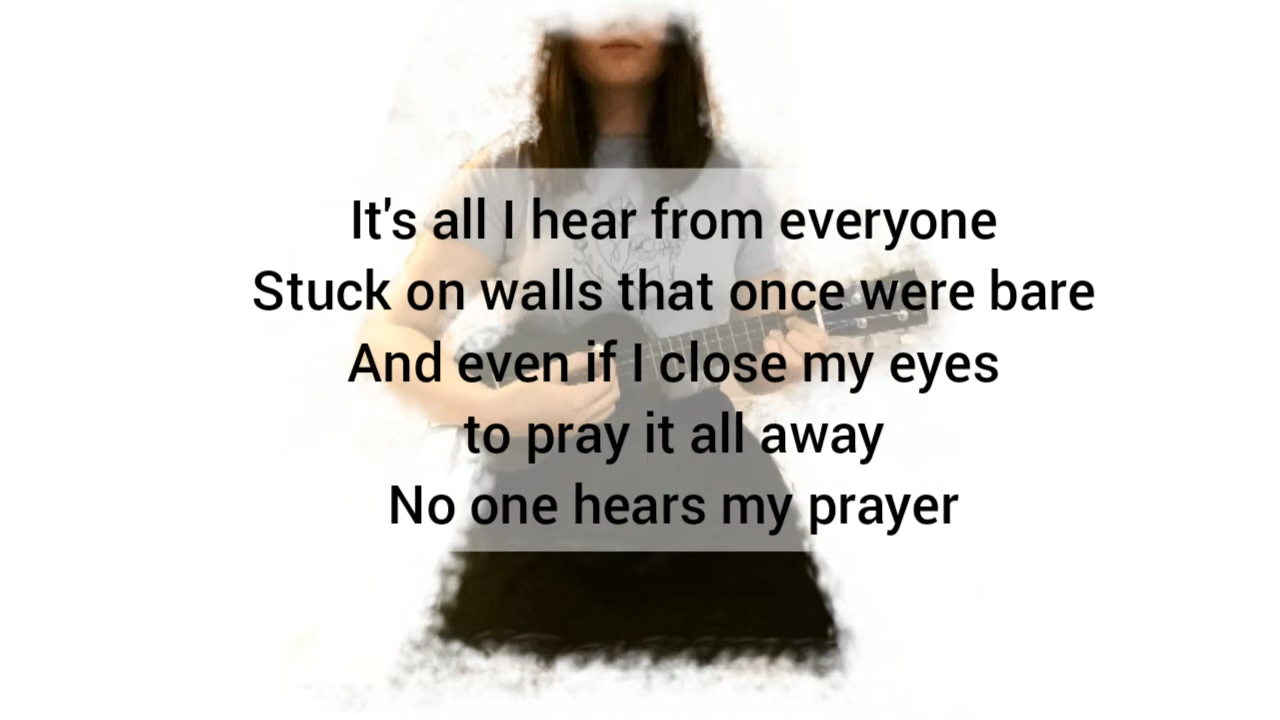 It's all I hear from everyone
Stuck on walls that once were bare
And even if I close my eyes
to pray it all away
No one hears my prayer